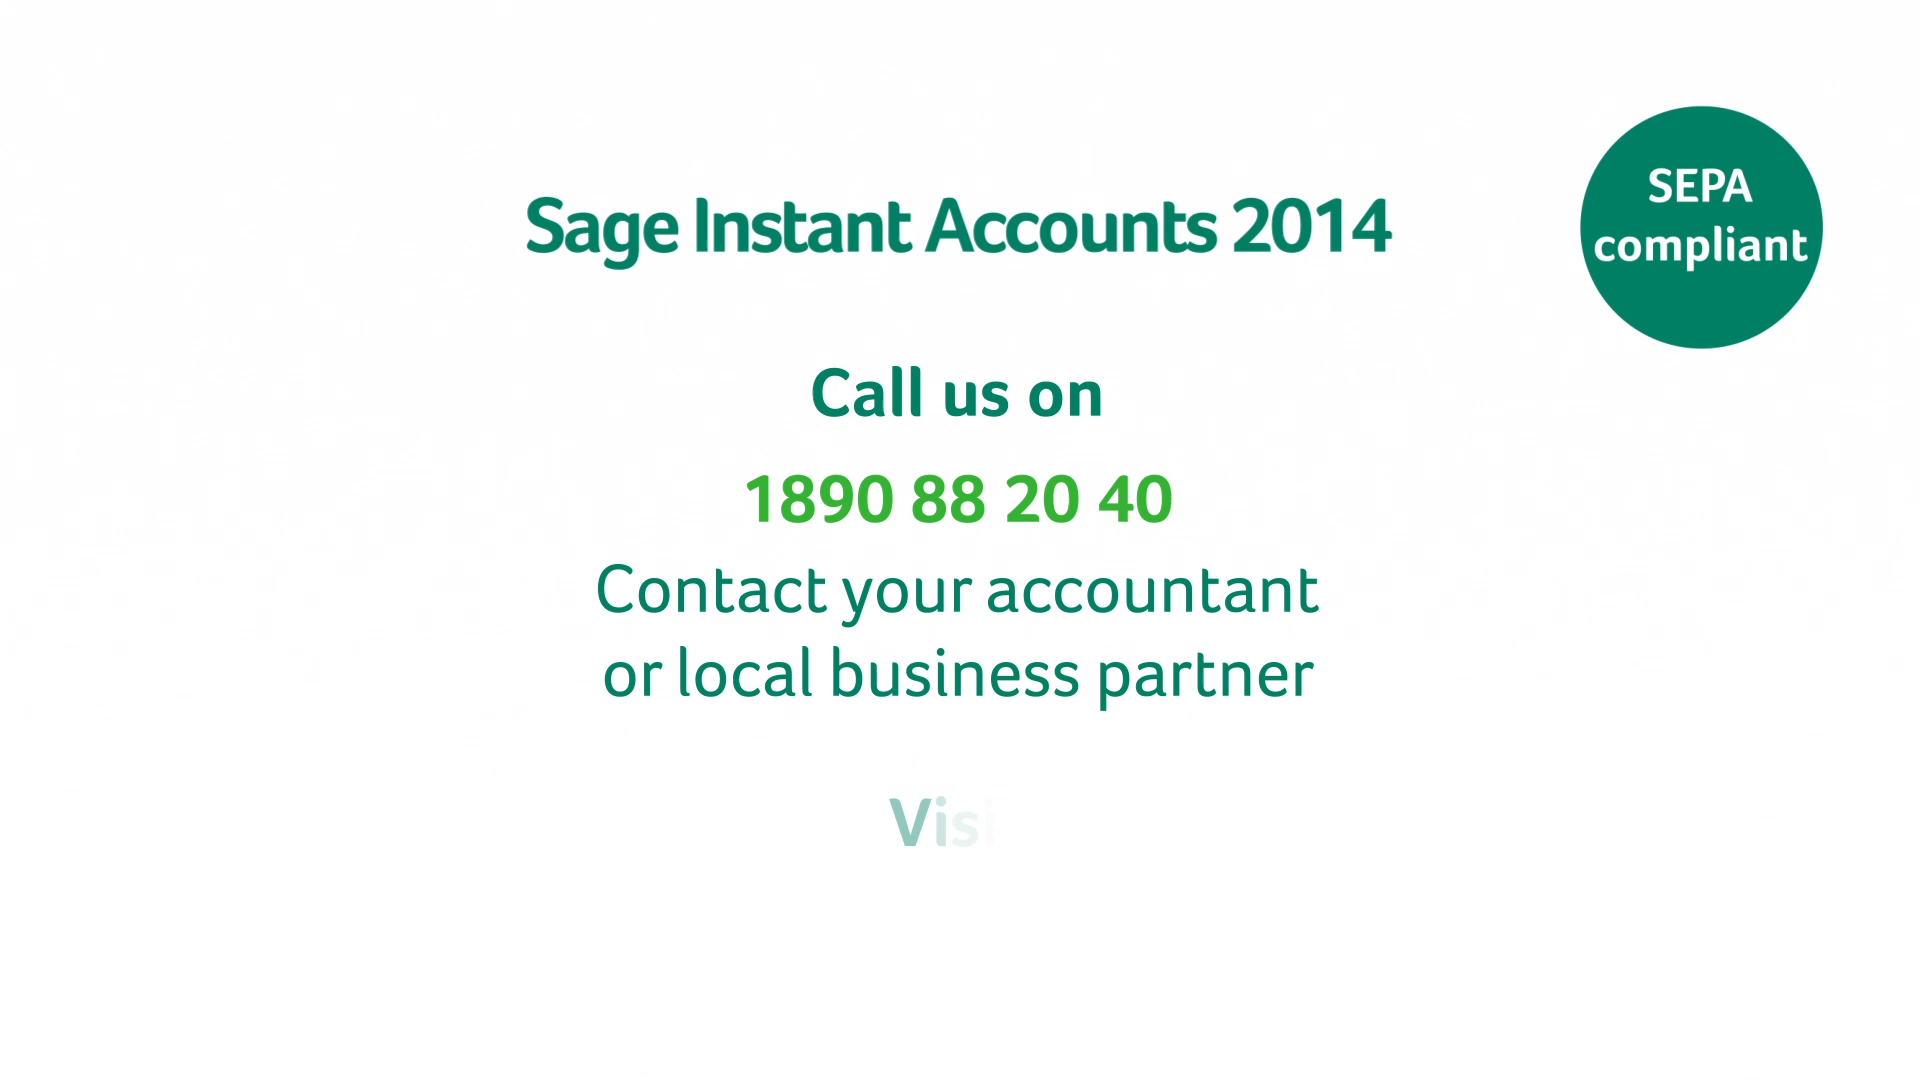 Sage Instant Accounts 2014
SEPA
compliant
Call us on
1890 88 20 40
Contact your accountant
or local business partner